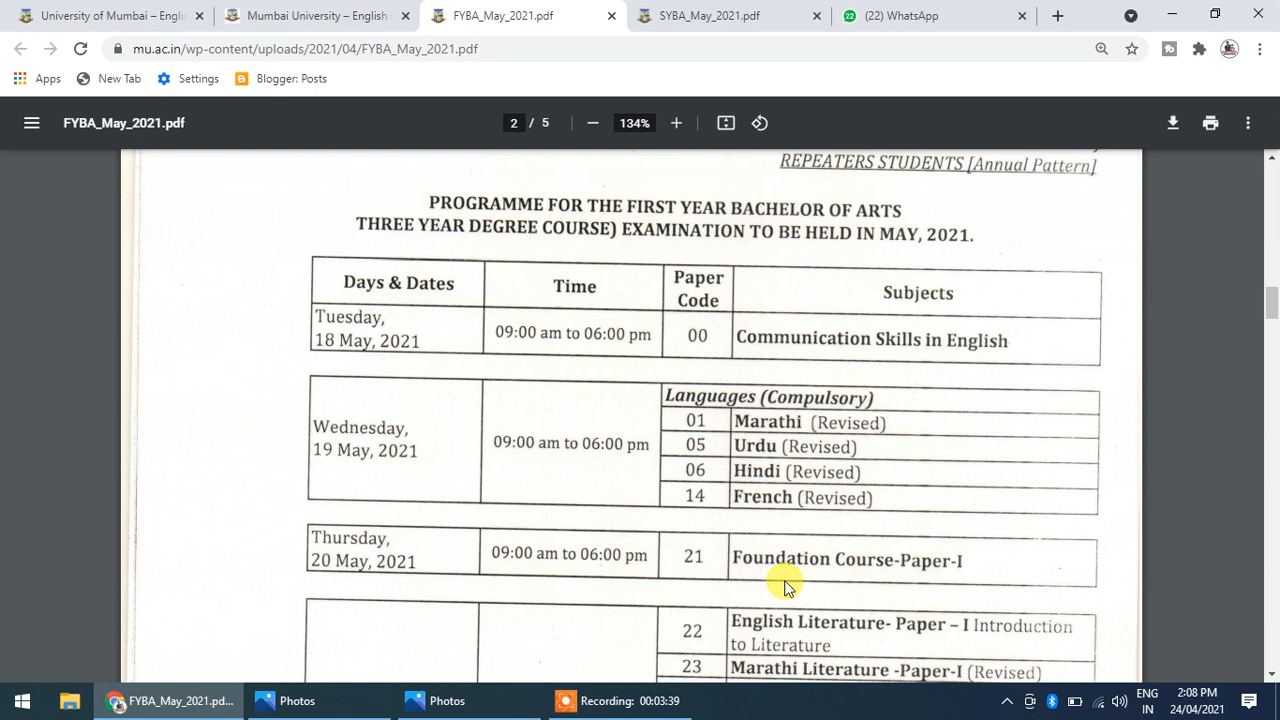 University of Mumbai – Englis
Mumbai University – English
FYBA_May_2021.pdf
SYBA_May_2021.pdf
(22) WhatsApp
mu.ac.in/wp-content/uploads/2021/04/FYBA_May_2021.pdf
Apps
New Tab
Settings
Blogger: Posts
FYBA_May_2021.pdf
2 / 5
134%
REPEATERS STUDENTS [Annual Pattern]
PROGRAMME FOR THE FIRST YEAR BACHELOR OF ARTS
THREE YEAR DEGREE COURSE) EXAMINATION TO BE HELD IN MAY, 2021.
Days & Dates Time Paper Code Subjects
Tuesday,
18 May, 2021 09:00 am to 06:00 pm 00 Communication Skills in English
Languages (Compulsory)
01 Marathi (Revised)
Wednesday,
19 May, 2021 09:00 am to 06:00 pm 05 Urdu (Revised)
06 Hindi (Revised)
14 French (Revised)
Thursday,
20 May, 2021 09:00 am to 06:00 pm 21 Foundation Course-Paper-I
22 English Literature- Paper – I Introduction
to Literature
23 Marathi Literature -Paper-I (Revised)
FYBA_May_2021.pd...
Photos
Photos
Recording: 00:03:39
ENG
IN
2:08 PM
24/04/2021
22